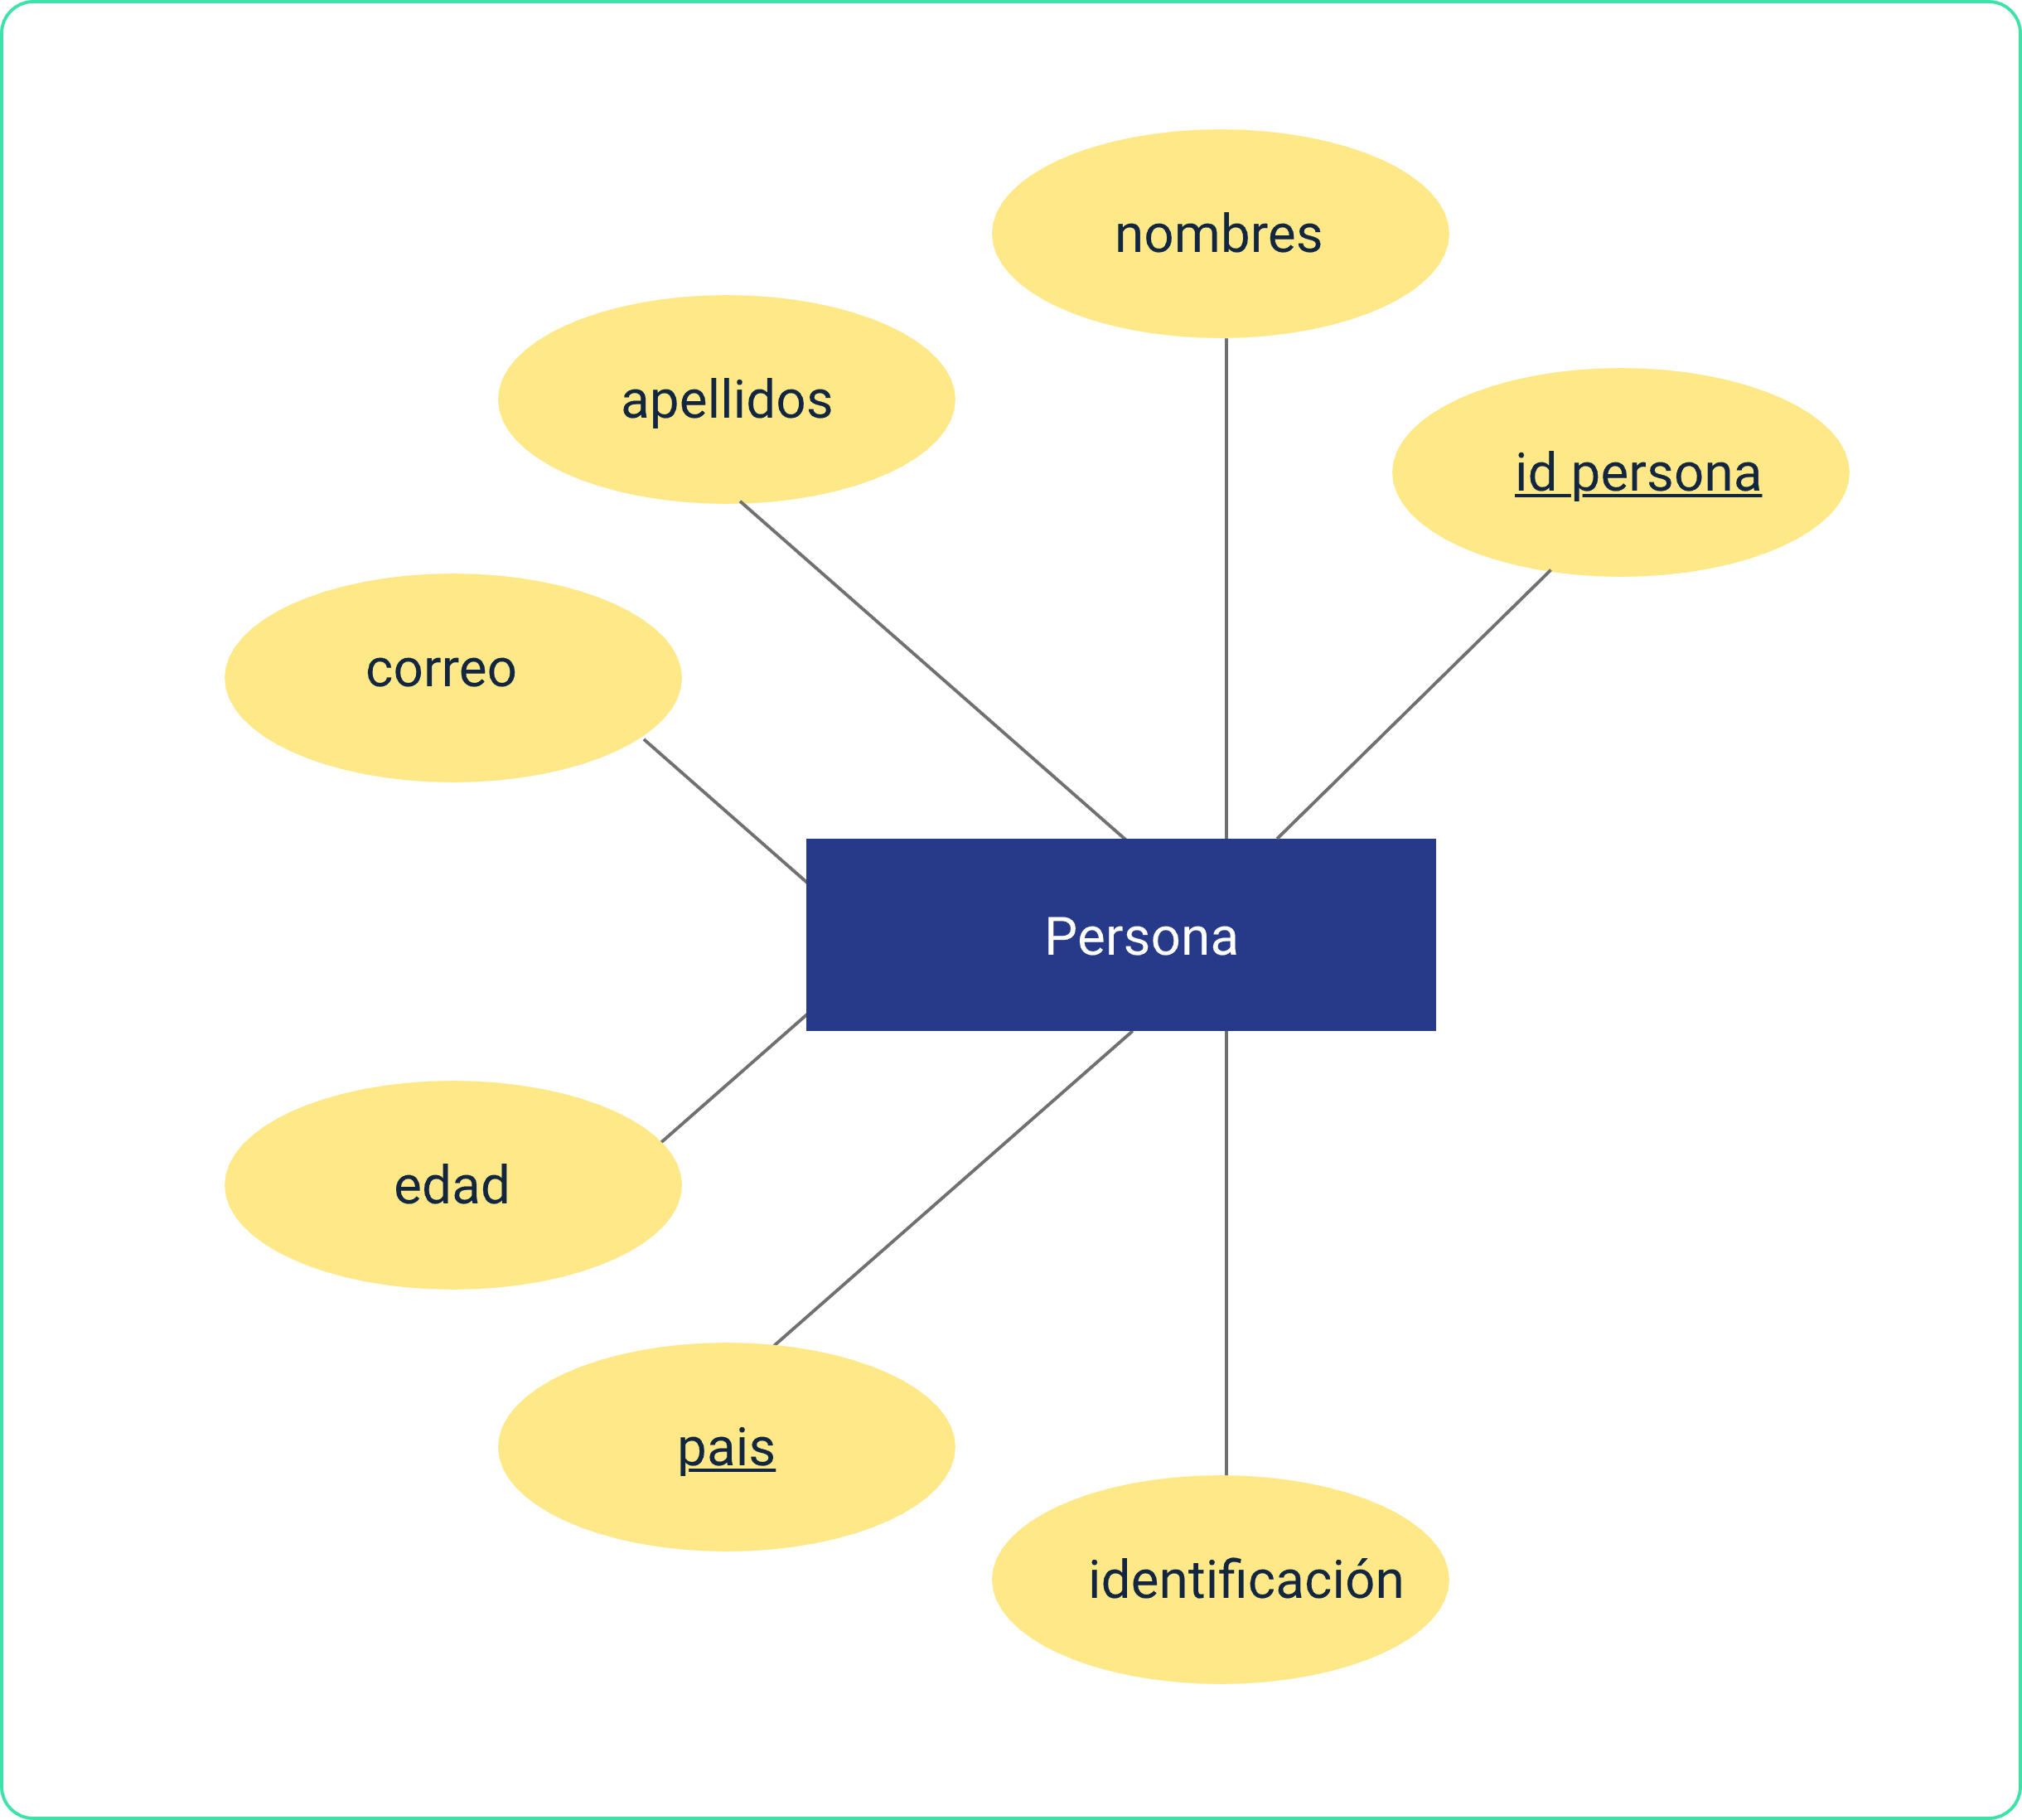 nombres
apellidos
id persona
correo
Persona
edad
pais
identificación